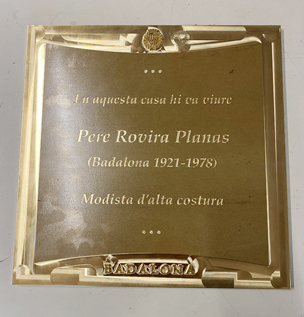 En aquesta casa hi va viure
Pere Rovira Planas
(Badalona 1921-1978)
Modista d'alta costura
BADALONA